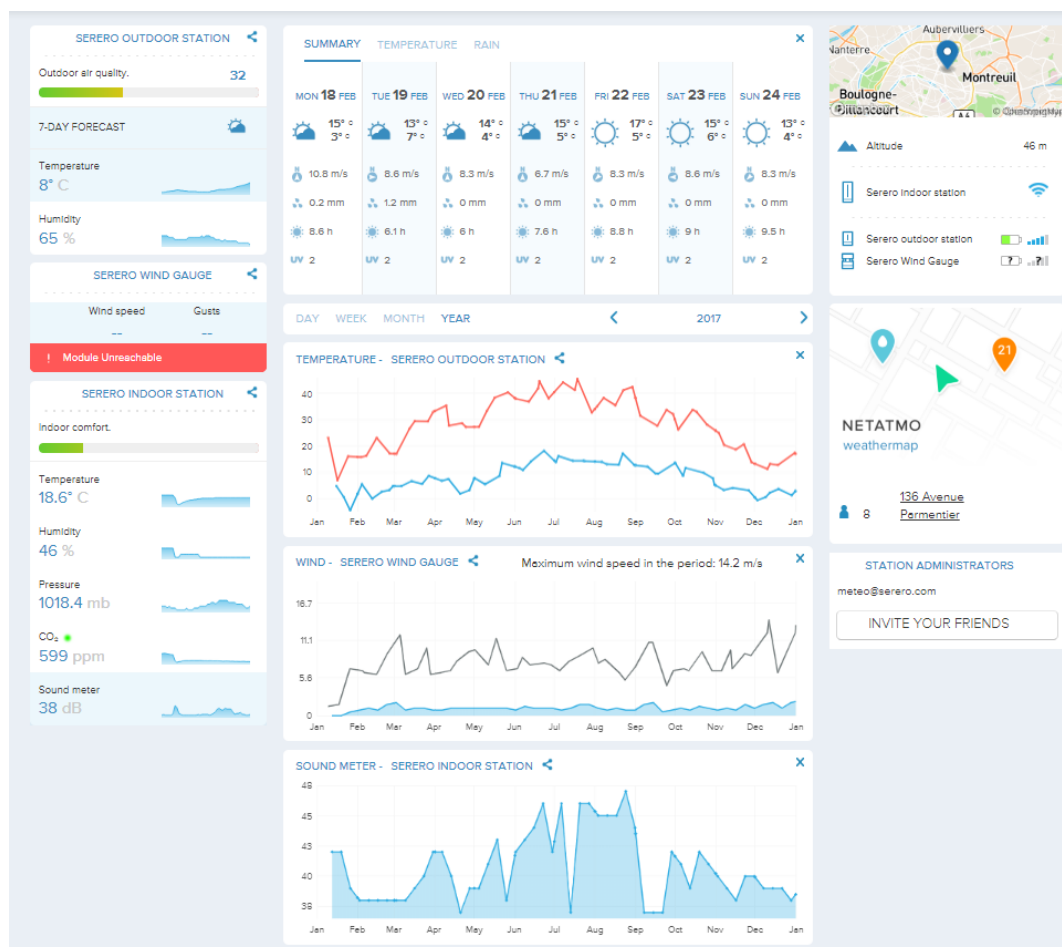 SERERO OUTDOOR STATION
Outdoor air quality.
32
7-DAY FORECAST
Temperature
8° C
Humidity
65 %
SERERO WIND GAUGE
Wind speed Gusts
-- --
! Module Unreachable
SERERO INDOOR STATION
Indoor comfort.
Temperature
18.6° C
Humidity
46 %
Pressure
1018.4 mb
CO₂
599 ppm
Sound meter
38 dB
SUMMARY TEMPERATURE RAIN
MON 18 FEB TUE 19 FEB WED 20 FEB THU 21 FEB FRI 22 FEB SAT 23 FEB SUN 24 FEB
15° c 13° c 14° c 15° c 17° c 15° c 13° c
3° c 7° c 4° c 5° c 5° c 6° c 4° c
10.8 m/s 8.6 m/s 8.3 m/s 6.7 m/s 8.3 m/s 8.6 m/s 8.3 m/s
0.2 mm 1.2 mm 0 mm 0 mm 0 mm 0 mm 0 mm
8.6 h 6.1 h 6 h 7.6 h 8.8 h 9 h 9.5 h
UV 2 UV 2 UV 2 UV 2 UV 2 UV 2 UV 2
DAY WEEK MONTH YEAR 2017
TEMPERATURE - SERERO OUTDOOR STATION
40
30
20
10
0
Jan Feb Mar Apr May Jun Jul Aug Sep Oct Nov Dec Jan
WIND - SERERO WIND GAUGE Maximum wind speed in the period: 14.2 m/s
16.7
11.1
5.6
0
Jan Feb Mar Apr May Jun Jul Aug Sep Oct Nov Dec Jan
SOUND METER - SERERO INDOOR STATION
48
45
43
40
38
Jan Feb Mar Apr May Jun Jul Aug Sep Oct Nov Dec Jan
Aubervilliers
Nanterre
Montreuil
Boulogne-
Billancourt
A4
Altitude 46 m
Serero indoor station
Serero outdoor station
Serero Wind Gauge ? ?
21
NETATMO
weathermap
8
136 Avenue
Parmentier
STATION ADMINISTRATORS
meteo@serero.com
INVITE YOUR FRIENDS